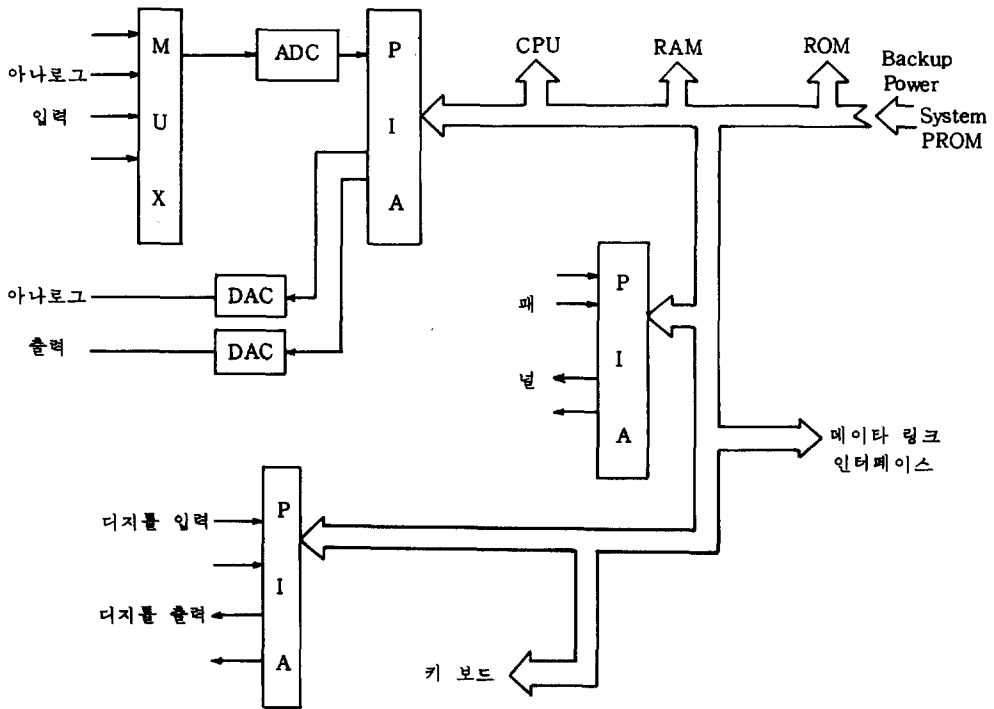 M
U
X
ADC
P
I
A
CPU
RAM
ROM
Backup
Power
System
PROM
아나로그
입력
아나로그
출력
DAC
DAC
패
널
P
I
A
데이타 링크
인터페이스
디지틀 입력
디지틀 출력
P
I
A
키 보드